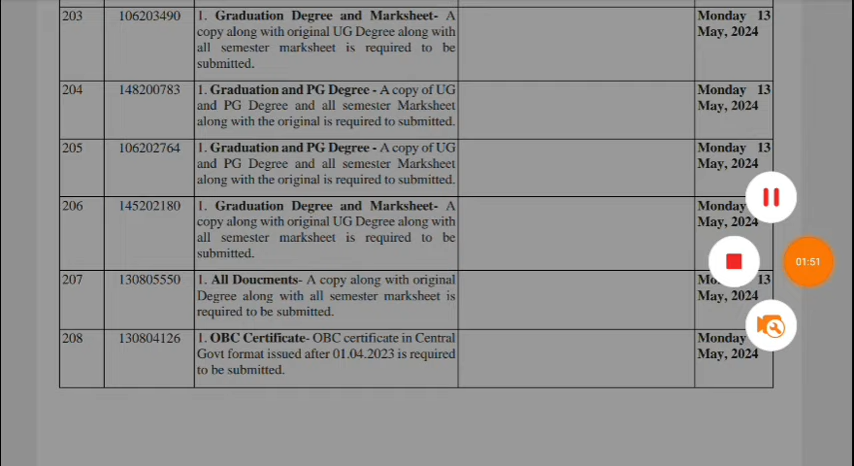 203 106203490 1. Graduation Degree and Marksheet- A Monday 13
copy along with original UG Degree along with May, 2024
all semester marksheet is required to be
submitted.
204 148200783 1. Graduation and PG Degree - A copy of UG Monday 13
and PG Degree and all semester Marksheet May, 2024
along with the original is required to submitted.
205 106202764 1. Graduation and PG Degree - A copy of UG Monday 13
and PG Degree and all semester Marksheet May, 2024
along with the original is required to submitted.
206 145202180 1. Graduation Degree and Marksheet- A Monday
copy along with original UG Degree along with May, 2024
all semester marksheet is required to be
submitted.
01:51
207 130805550 1. All Doucments- A copy along with original 13
Degree along with all semester marksheet is May, 2024
required to be submitted.
208 130804126 1. OBC Certificate- OBC certificate in Central Monday
Govt format issued after 01.04.2023 is required May, 2024
to be submitted.